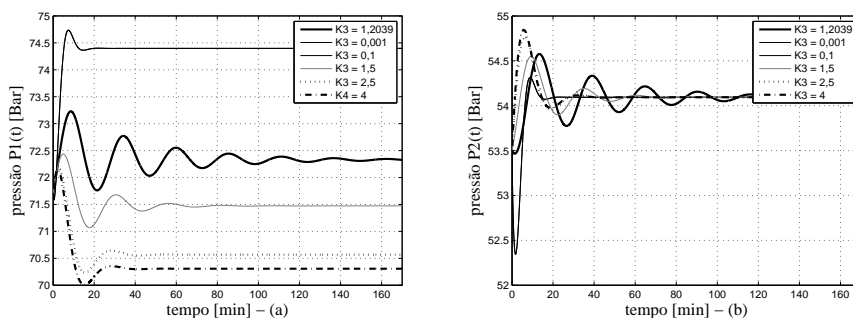 75
74.5
74
73.5
73
72.5
72
71.5
71
70.5
70
0 20 40 60 80 100 120 140 160
pressão P1(t) [Bar]
tempo [min] – (a)
K3 = 1,2039
K3 = 0,001
K3 = 0,1
K3 = 1,5
K3 = 2,5
K4 = 4
55
54.5
54
53.5
53
52.5
52
0 20 40 60 80 100 120 140 160
pressão P2(t) [Bar]
tempo [min] – (b)
K3 = 1,2039
K3 = 0,001
K3 = 0,1
K3 = 1,5
K3 = 2,5
K3 = 4